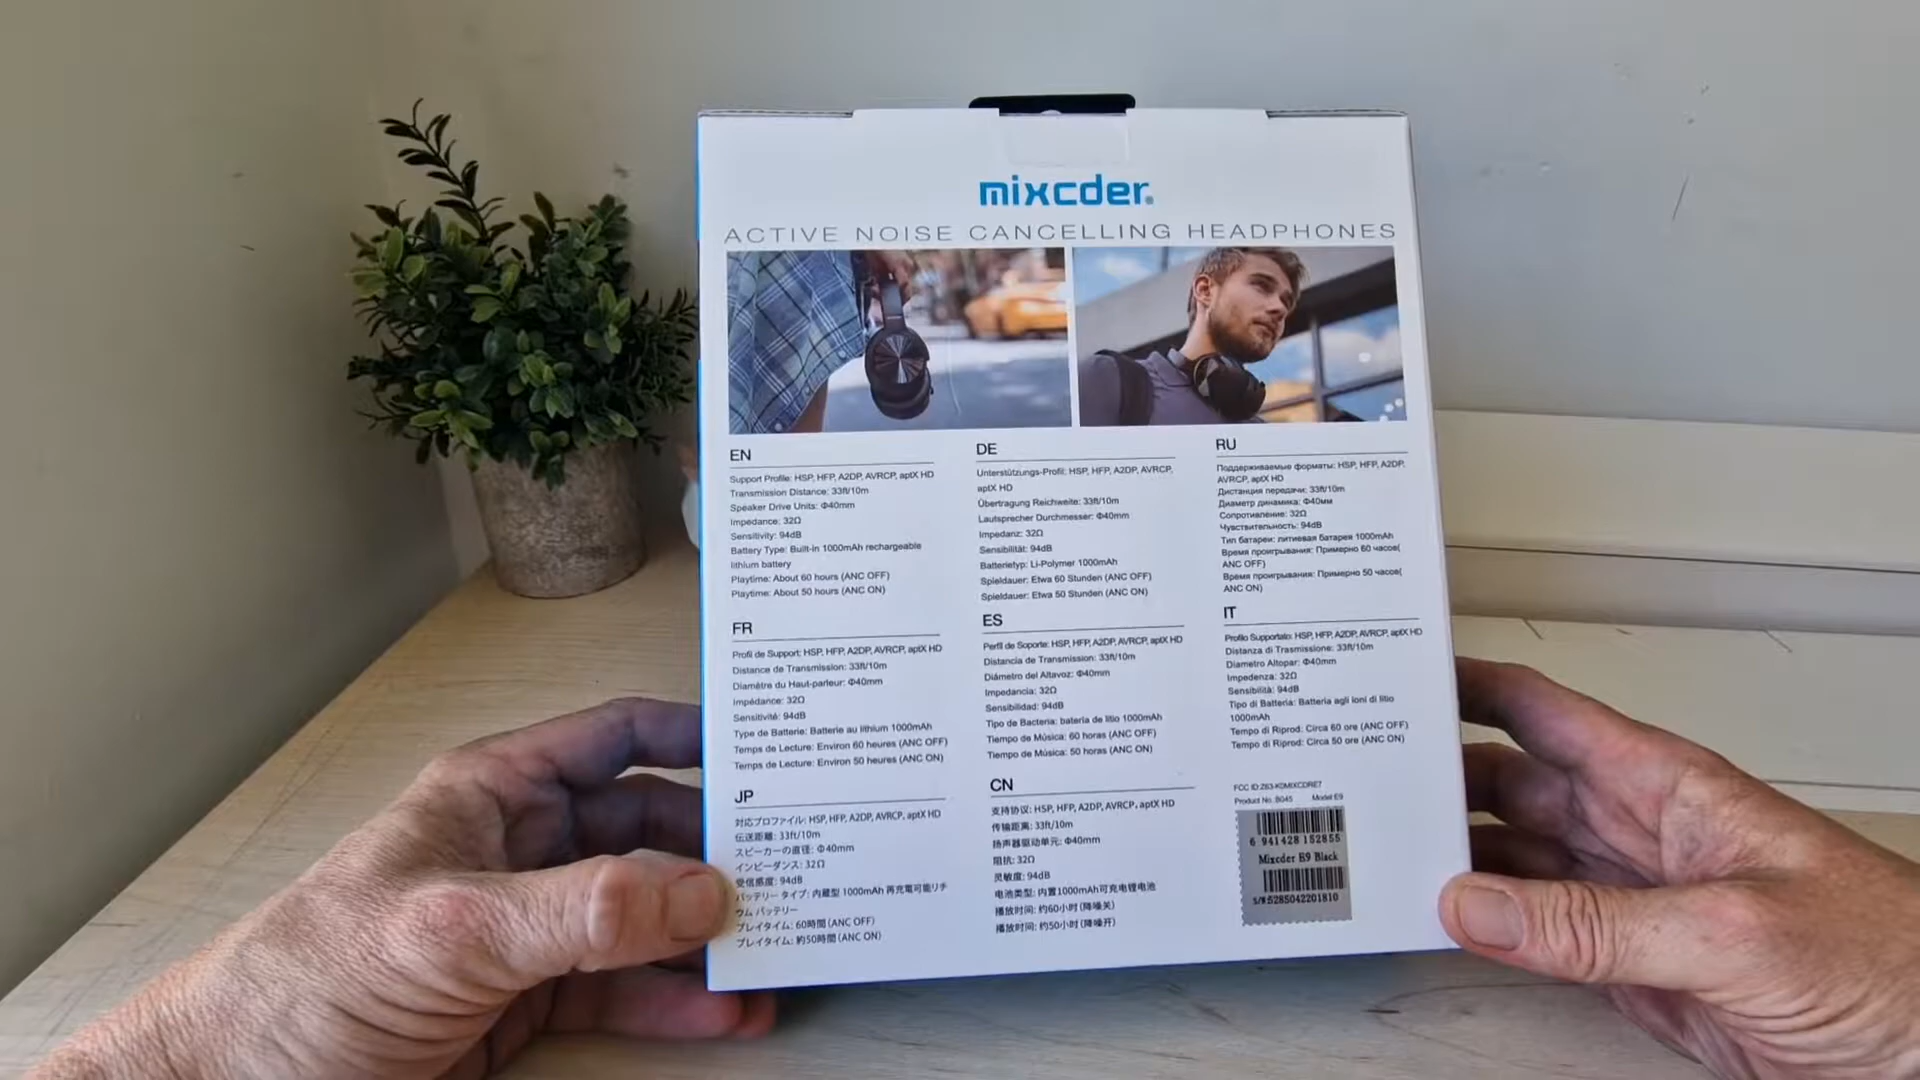 mixcder
ACTIVE NOISE CANCELLING HEADPHONES
EN
Support Profile: HSP, HFP, A2DP, AVRCP, aptX HD
Transmission Distance: 33ft/10m
Speaker Drive Units: Φ40mm
Impedance: 32Ω
Sensitivity: 94dB
Battery Type: Built-in 1000mAh rechargeable
lithium battery
Playtime: About 60 hours (ANC OFF)
Playtime: About 50 hours (ANC ON)
DE
Unterstützungs-Profil: HSP, HFP, A2DP, AVRCP,
aptX HD
Übertragung Reichweite: 33ft/10m
Lautsprecher Durchmesser: Φ40mm
Impedanz: 32Ω
Sensibilität: 94dB
Batterietyp: Li-Polymer 1000mAh
Spieldauer: Etwa 60 Stunden (ANC OFF)
Spieldauer: Etwa 50 Stunden (ANC ON)
RU
Поддерживаемые форматы: HSP, HFP, A2DP,
AVRCP, aptX HD
Дистанция передачи: 33ft/10m
Диаметр динамика: Φ40мм
Сопротивление: 32Ω
Чувствительность: 94dB
Тип батареи: литиевая батарея 1000mAh
Время проигрывания: Примерно 60 часов(
ANC OFF)
Время проигрывания: Примерно 50 часов(
ANC ON)
FR
Profil de Support: HSP, HFP, A2DP, AVRCP, aptX HD
Distance de Transmission: 33ft/10m
Diamètre du Haut-parleur: Φ40mm
Impédance: 32Ω
Sensitivité: 94dB
Type de Batterie: Batterie au lithium 1000mAh
Temps de Lecture: Environ 60 heures (ANC OFF)
Temps de Lecture: Environ 50 heures (ANC ON)
ES
Perfil de Soporte: HSP, HFP, A2DP, AVRCP, aptX HD
Distancia de Transmisión: 33ft/10m
Diámetro del Altavoz: Φ40mm
Impedancia: 32Ω
Sensibilidad: 94dB
Tipo de Bacteria: bateria de litio 1000mAh
Tiempo de Música: 60 horas (ANC OFF)
Tiempo de Música: 50 horas (ANC ON)
IT
Profilo Supportato: HSP, HFP, A2DP, AVRCP, aptX HD
Distanza di Trasmissione: 33ft/10m
Diametro Altopar: Φ40mm
Impedenza: 32Ω
Sensibilità: 94dB
Tipo di Batteria: Batteria agli ioni di litio
1000mAh
Tempo di Riprod: Circa 60 ore (ANC OFF)
Tempo di Riprod: Circa 50 ore (ANC ON)
JP
対応プロファイル: HSP, HFP, A2DP, AVRCP, aptX HD
伝送距離: 33ft/10m
スピーカーの直径: Φ40mm
インピーダンス: 32Ω
受信感度: 94dB
バッテリー タイプ: 内蔵型 1000mAh 再充電可能リチ
ウム バッテリー
プレイタイム: 60時間 (ANC OFF)
プレイタイム: 約50時間 (ANC ON)
CN
支持协议: HSP, HFP, A2DP, AVRCP, aptX HD
传输距离: 33ft/10m
扬声器驱动单元: Φ40mm
阻抗: 32Ω
灵敏度: 94dB
电池类型: 内置1000mAh可充电锂电池
播放时间: 约60小时 (降噪关)
播放时间: 约50小时 (降噪开)
FCC ID:
Product No. B045 Model E9
6 941428 152855
Mixcder E9 Black
S/N:5285042201810